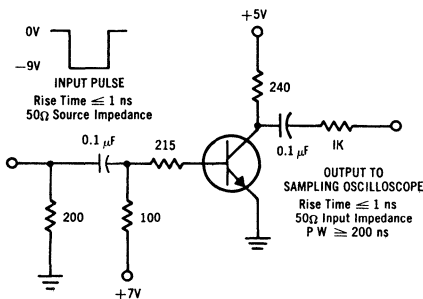 +5V
0V
−9V
INPUT PULSE
Rise Time ≦ 1 ns
50Ω Source Impedance
240
0.1 μF
215
0.1 μF
1K
200
100
OUTPUT TO
SAMPLING OSCILLOSCOPE
Rise Time ≦ 1 ns
50Ω Input Impedance
P W ≧ 200 ns
+7V